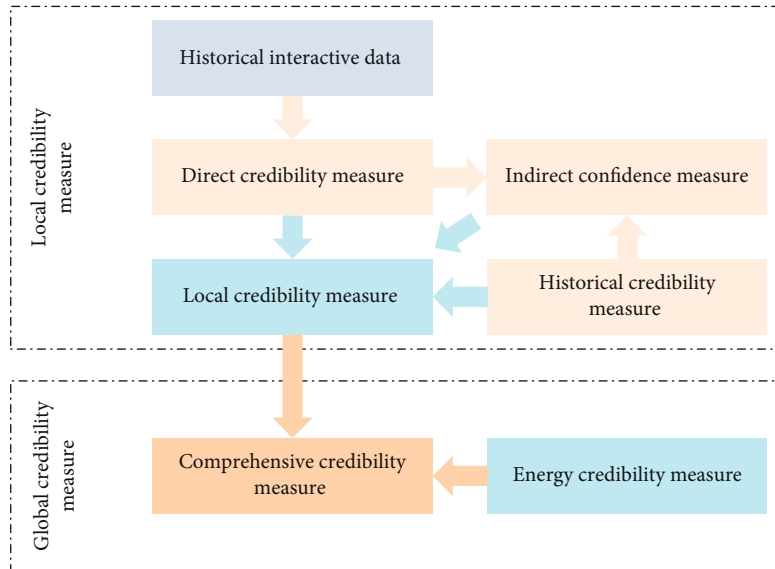 Local credibility
measure
Historical interactive data
Direct credibility measure
Indirect confidence measure
Local credibility measure
Historical credibility
measure
Global credibility
measure
Comprehensive credibility
measure
Energy credibility measure